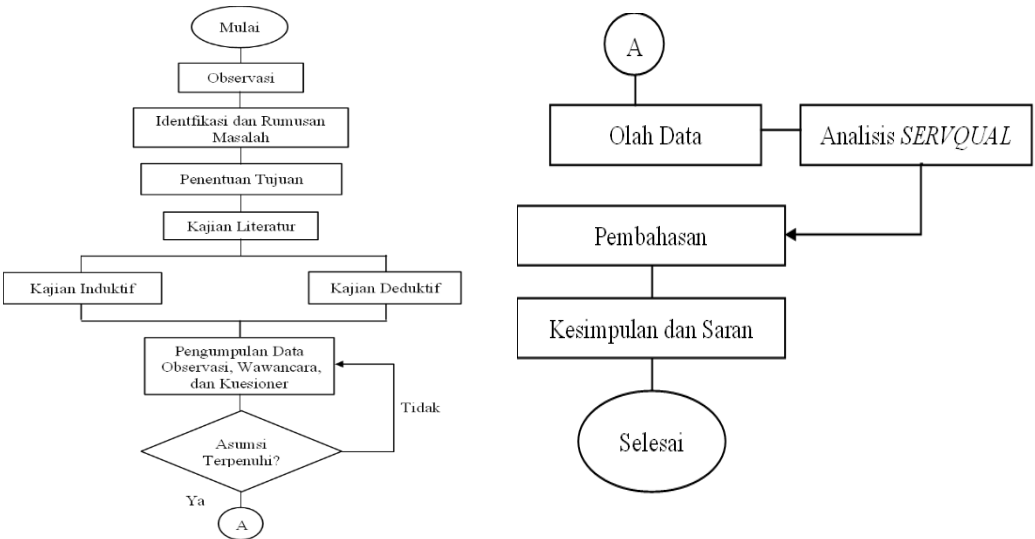 Mulai
Observasi
Identfikasi dan Rumusan
Masalah
Penentuan Tujuan
Kajian Literatur
Kajian Induktif
Kajian Deduktif
Pengumpulan Data
Observasi, Wawancara,
dan Kuesioner
Tidak
Asumsi
Terpenuhi?
Ya
A
A
Olah Data
Analisis SERVQUAL
Pembahasan
Kesimpulan dan Saran
Selesai